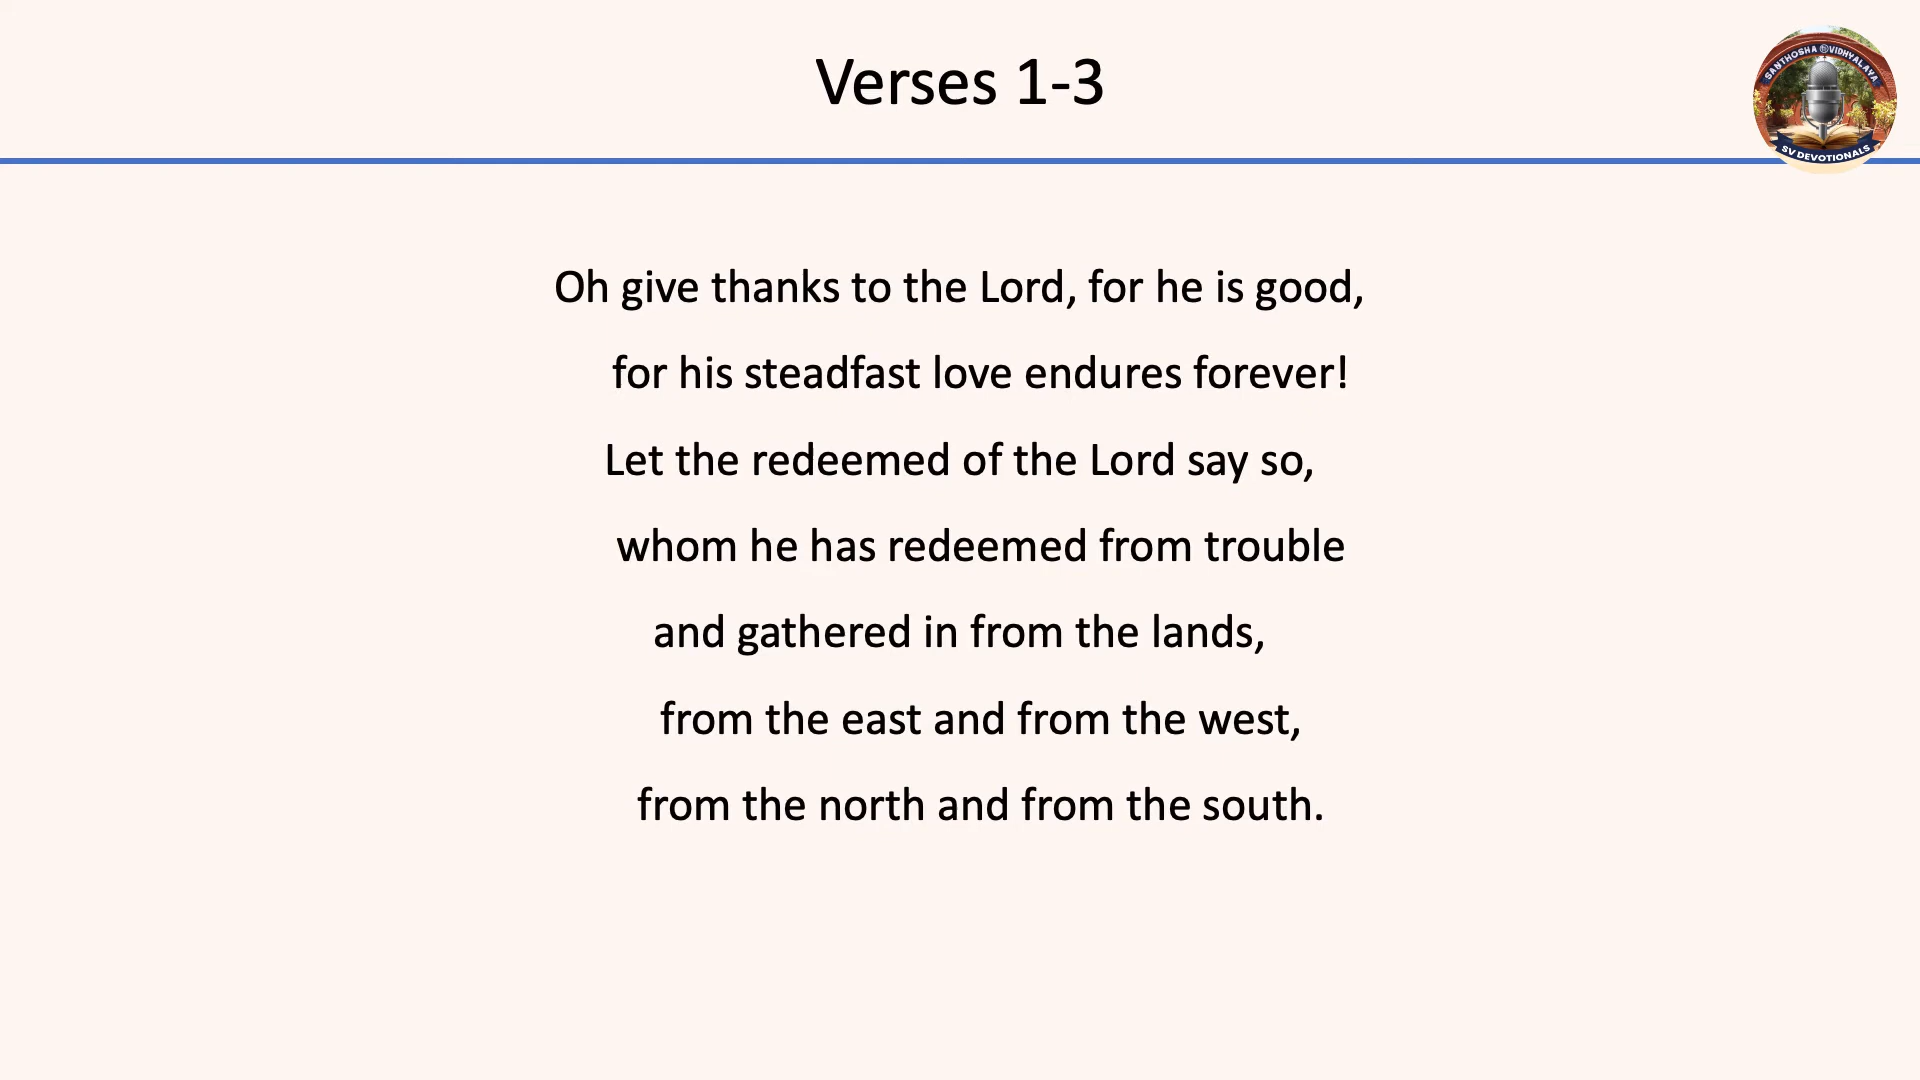 Verses 1-3
SANTHOSHA VIDHYALAYA
SV DEVOTIONALS
Oh give thanks to the Lord, for he is good,
for his steadfast love endures forever!
Let the redeemed of the Lord say so,
whom he has redeemed from trouble
and gathered in from the lands,
from the east and from the west,
from the north and from the south.